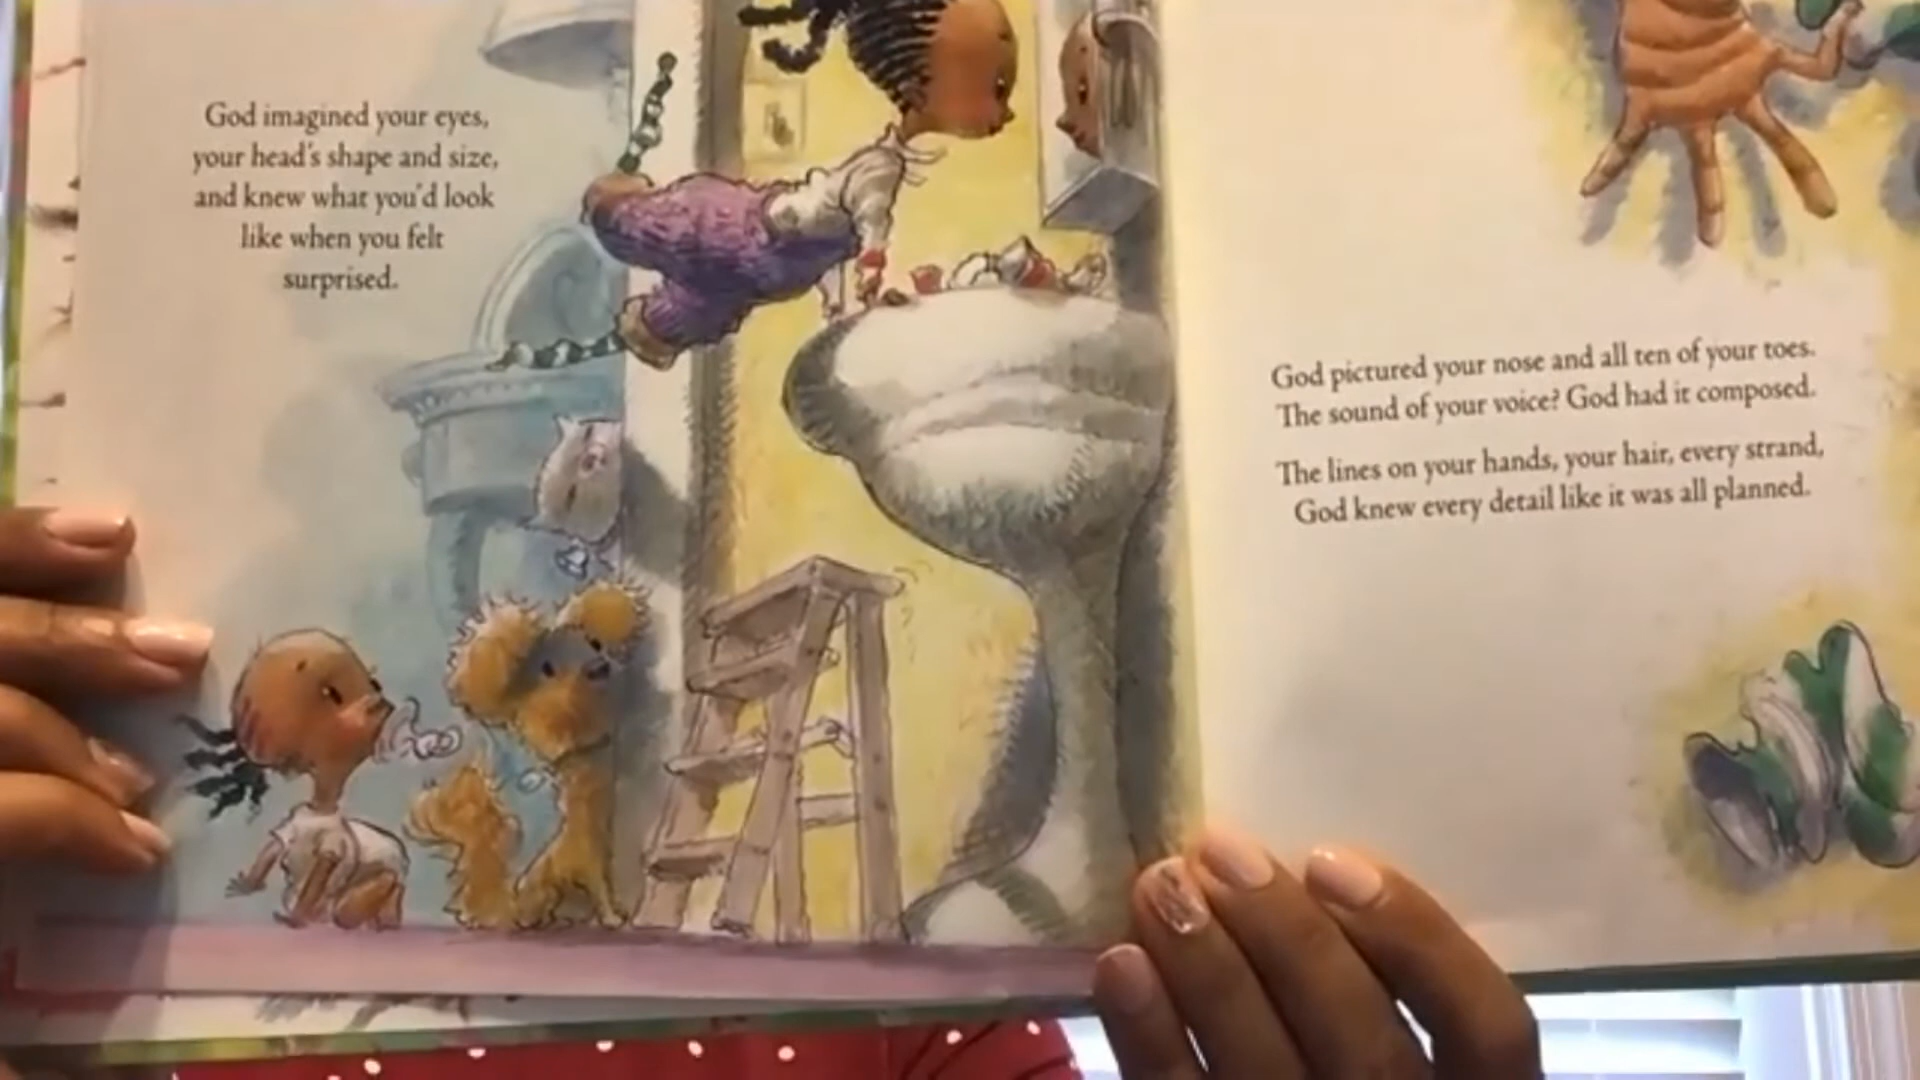 God imagined your eyes,
your head's shape and size,
and knew what you'd look
like when you felt
surprised.
God pictured your nose and all ten of your toes.
The sound of your voice? God had it composed.
The lines on your hands, your hair, every strand,
God knew every detail like it was all planned.